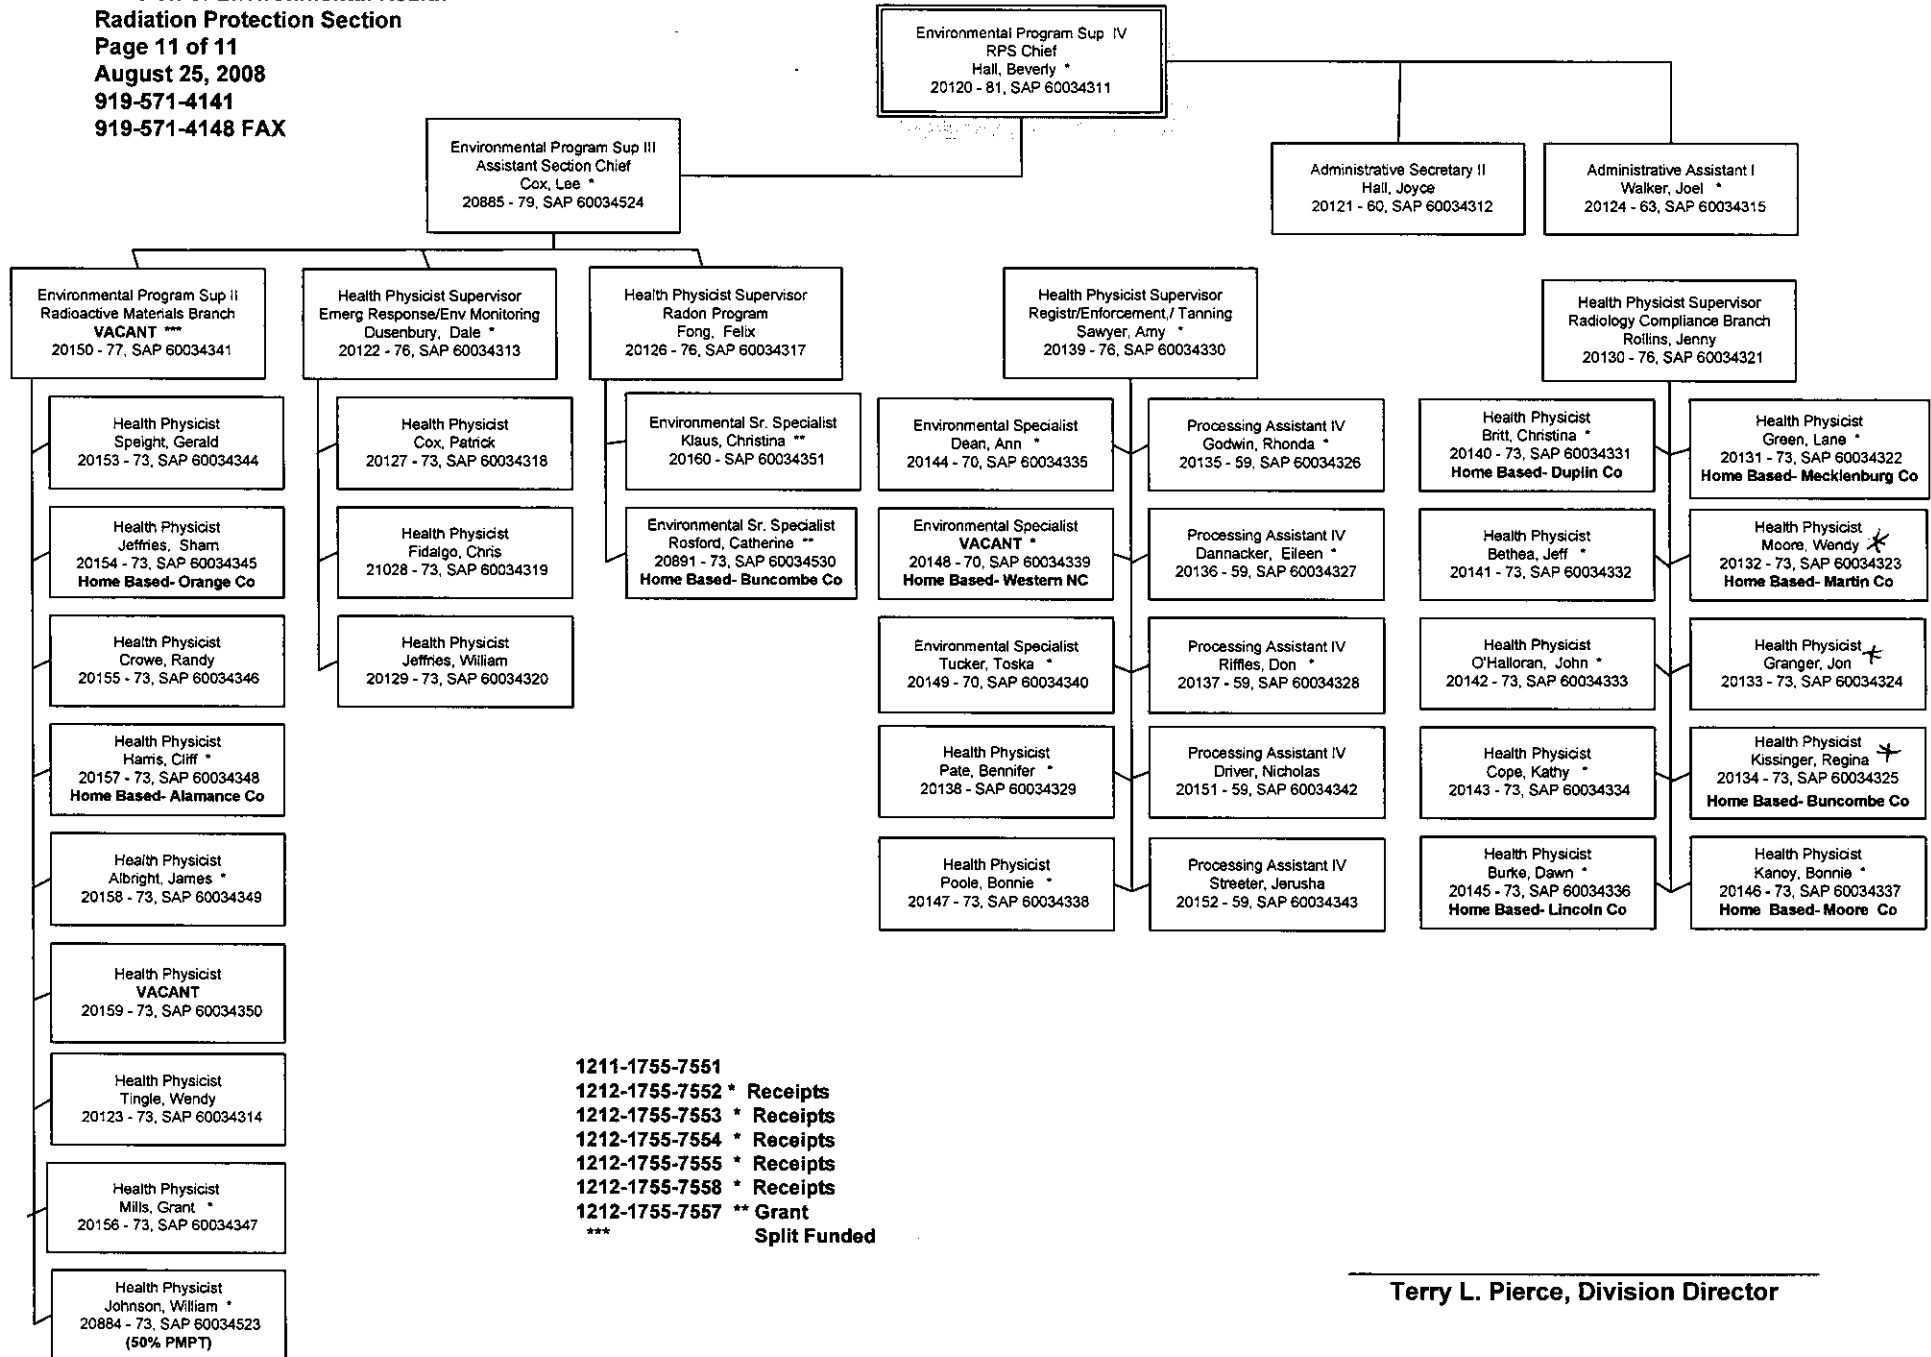 Radiation Protection Section
Page 11 of 11
August 25, 2008
919-571-4141
919-571-4148 FAX
Environmental Program Sup IV
RPS Chief
Hall, Beverly *
20120 - 81, SAP 60034311
Environmental Program Sup III
Assistant Section Chief
Cox, Lee *
20885 - 79, SAP 60034524
Administrative Secretary II
Hall, Joyce
20121 - 60, SAP 60034312
Administrative Assistant I
Walker, Joel *
20124 - 63, SAP 60034315
Environmental Program Sup II
Radioactive Materials Branch
VACANT ***
20150 - 77, SAP 60034341
Health Physicist Supervisor
Emerg Response/Env Monitoring
Dusenbury, Dale *
20122 - 76, SAP 60034313
Health Physicist Supervisor
Radon Program
Fong, Felix
20126 - 76, SAP 60034317
Health Physicist Supervisor
Registr/Enforcement,/ Tanning
Sawyer, Amy *
20139 - 76, SAP 60034330
Health Physicist Supervisor
Radiology Compliance Branch
Rollins, Jenny
20130 - 76, SAP 60034321
Health Physicist
Speight, Gerald
20153 - 73, SAP 60034344
Health Physicist
Jeffries, Sham
20154 - 73, SAP 60034345
Home Based- Orange Co
Health Physicist
Crowe, Randy
20155 - 73, SAP 60034346
Health Physicist
Harris, Cliff *
20157 - 73, SAP 60034348
Home Based- Alamance Co
Health Physicist
Albright, James *
20158 - 73, SAP 60034349
Health Physicist
VACANT
20159 - 73, SAP 60034350
Health Physicist
Tingle, Wendy
20123 - 73, SAP 60034314
Health Physicist
Mills, Grant *
20156 - 73, SAP 60034347
Health Physicist
Johnson, William *
20884 - 73, SAP 60034523
(50% PMPT)
Health Physicist
Cox, Patrick
20127 - 73, SAP 60034318
Health Physicist
Fidalgo, Chris
21028 - 73, SAP 60034319
Health Physicist
Jeffries, William
20129 - 73, SAP 60034320
Environmental Sr. Specialist
Klaus, Christina **
20160 - SAP 60034351
Environmental Sr. Specialist
Rosford, Catherine **
20891 - 73, SAP 60034530
Home Based- Buncombe Co
Environmental Specialist
Dean, Ann *
20144 - 70, SAP 60034335
Environmental Specialist
VACANT *
20148 - 70, SAP 60034339
Home Based- Western NC
Environmental Specialist
Tucker, Toska *
20149 - 70, SAP 60034340
Health Physicist
Pate, Bennifer *
20138 - SAP 60034329
Health Physicist
Poole, Bonnie *
20147 - 73, SAP 60034338
Processing Assistant IV
Godwin, Rhonda *
20135 - 59, SAP 60034326
Processing Assistant IV
Dannacker, Eileen *
20136 - 59, SAP 60034327
Processing Assistant IV
Riffles, Don *
20137 - 59, SAP 60034328
Processing Assistant IV
Driver, Nicholas
20151 - 59, SAP 60034342
Processing Assistant IV
Streeter, Jerusha
20152 - 59, SAP 60034343
Health Physicist
Britt, Christina *
20140 - 73, SAP 60034331
Home Based- Duplin Co
Health Physicist
Bethea, Jeff *
20141 - 73, SAP 60034332
Health Physicist
O'Halloran, John *
20142 - 73, SAP 60034333
Health Physicist
Cope, Kathy *
20143 - 73, SAP 60034334
Health Physicist
Burke, Dawn *
20145 - 73, SAP 60034336
Home Based- Lincoln Co
Health Physicist
Green, Lane *
20131 - 73, SAP 60034322
Home Based- Mecklenburg Co
Health Physicist
Moore, Wendy *
20132 - 73, SAP 60034323
Home Based- Martin Co
Health Physicist
Granger, Jon *
20133 - 73, SAP 60034324
Health Physicist
Kissinger, Regina *
20134 - 73, SAP 60034325
Home Based- Buncombe Co
Health Physicist
Kanoy, Bonnie *
20146 - 73, SAP 60034337
Home Based- Moore Co
1211-1755-7551
1212-1755-7552 * Receipts
1212-1755-7553 * Receipts
1212-1755-7554 * Receipts
1212-1755-7555 * Receipts
1212-1755-7558 * Receipts
1212-1755-7557 ** Grant
*** Split Funded
Terry L. Pierce, Division Director